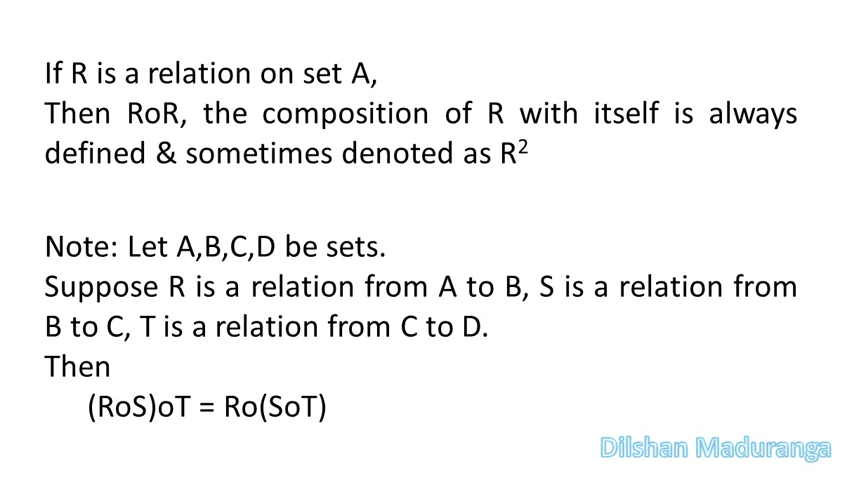 If R is a relation on set A,
Then RoR, the composition of R with itself is always
defined & sometimes denoted as R²
Note: Let A,B,C,D be sets.
Suppose R is a relation from A to B, S is a relation from
B to C, T is a relation from C to D.
Then
(RoS)oT = Ro(SoT)
Dilshan Maduranga